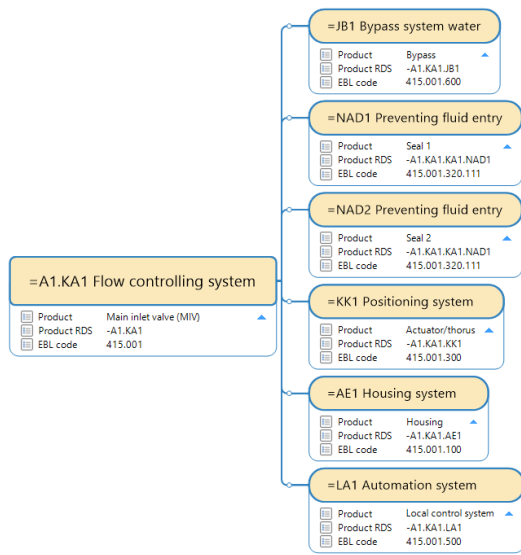 =JB1 Bypass system water
Product Bypass
Product RDS -A1.KA1.JB1
EBL code 415.001.600
=NAD1 Preventing fluid entry
Product Seal 1
Product RDS -A1.KA1.KA1.NAD1
EBL code 415.001.320.111
=NAD2 Preventing fluid entry
Product Seal 2
Product RDS -A1.KA1.KA1.NAD1
EBL code 415.001.320.111
=A1.KA1 Flow controlling system
Product Main inlet valve (MIV)
Product RDS -A1.KA1
EBL code 415.001
=KK1 Positioning system
Product Actuator/thorus
Product RDS -A1.KA1.KK1
EBL code 415.001.300
=AE1 Housing system
Product Housing
Product RDS -A1.KA1.AE1
EBL code 415.001.100
=LA1 Automation system
Product Local control system
Product RDS -A1.KA1.LA1
EBL code 415.001.500